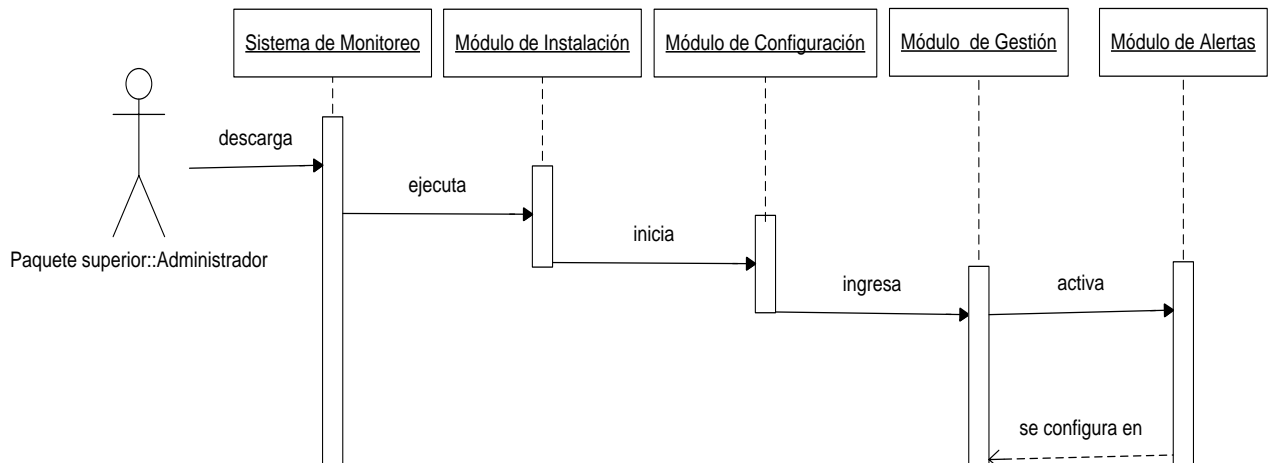 Sistema de Monitoreo
Módulo de Instalación
Módulo de Configuración
Módulo  de Gestión
Módulo de Alertas
descarga
ejecuta
inicia
Paquete superior::Administrador
ingresa
activa
se configura en